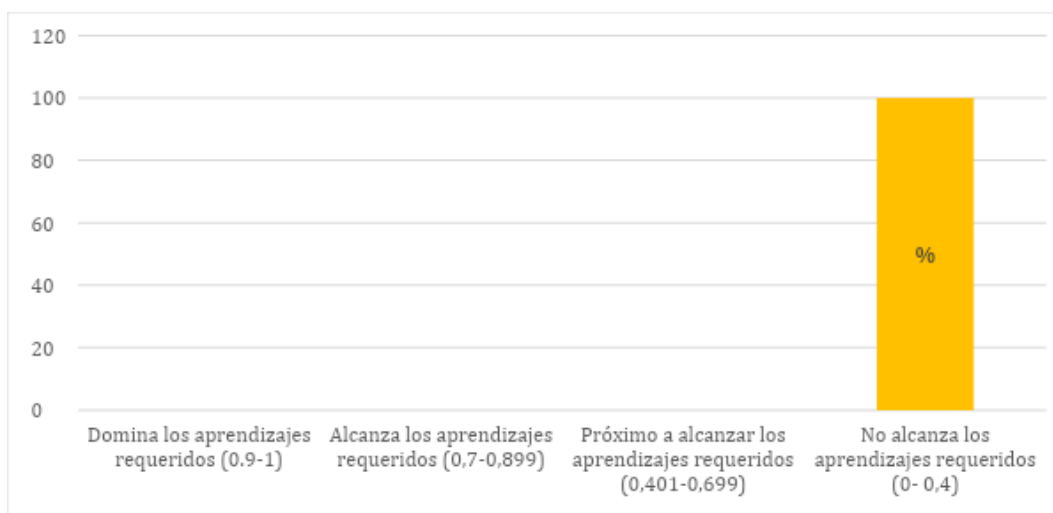 120
100
80
60
40
20
0
%
Domina los aprendizajes
requeridos (0.9-1)
Alcanza los aprendizajes
requeridos (0,7-0,899)
Próximo a alcanzar los
aprendizajes requeridos
(0,401-0,699)
No alcanza los
aprendizajes requeridos
(0- 0,4)